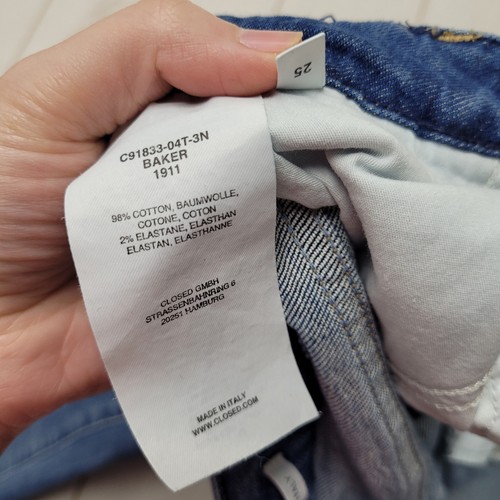 25
C91833-04T-3N
BAKER
1911
98% COTTON, BAUMWOLLE,
COTONE, COTON
2% ELASTANE, ELASTHAN
ELASTAN, ELASTHANNE
CLOSED GMBH
STRASSENBAHNRING 6
20251 HAMBURG
MADE IN ITALY
WWW.CLOSED.COM